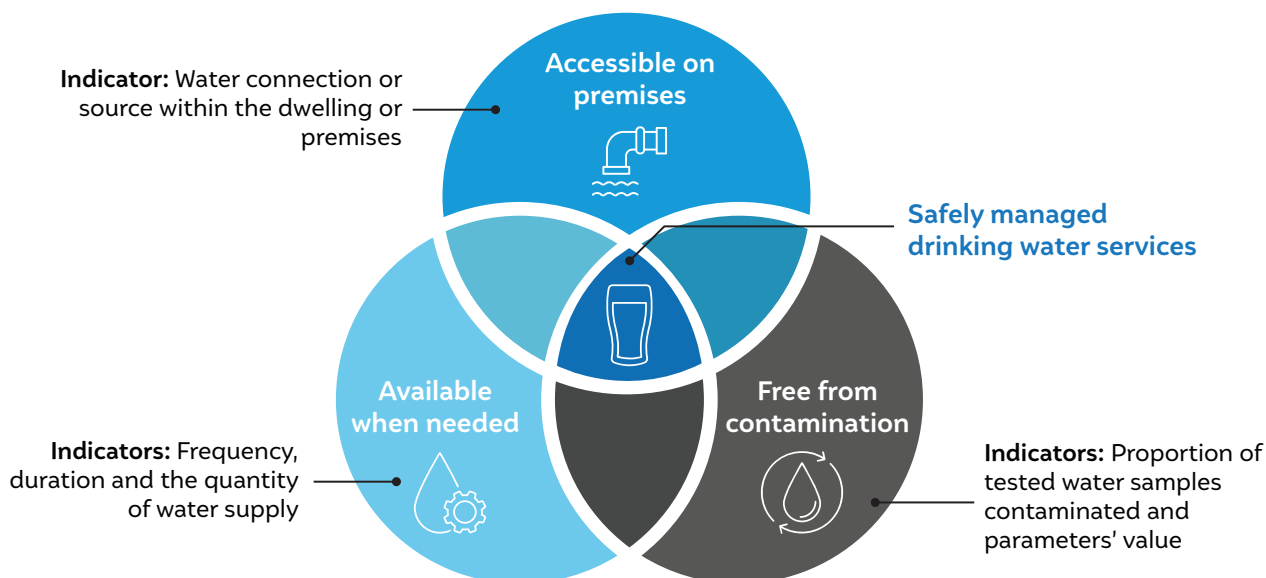 Accessible on
premises
Indicator: Water connection or
source within the dwelling or
premises
Safely managed
drinking water services
Available
when needed
Free from
contamination
Indicators: Frequency,
duration and the quantity
of water supply
Indicators: Proportion of
tested water samples
contaminated and
parameters' value